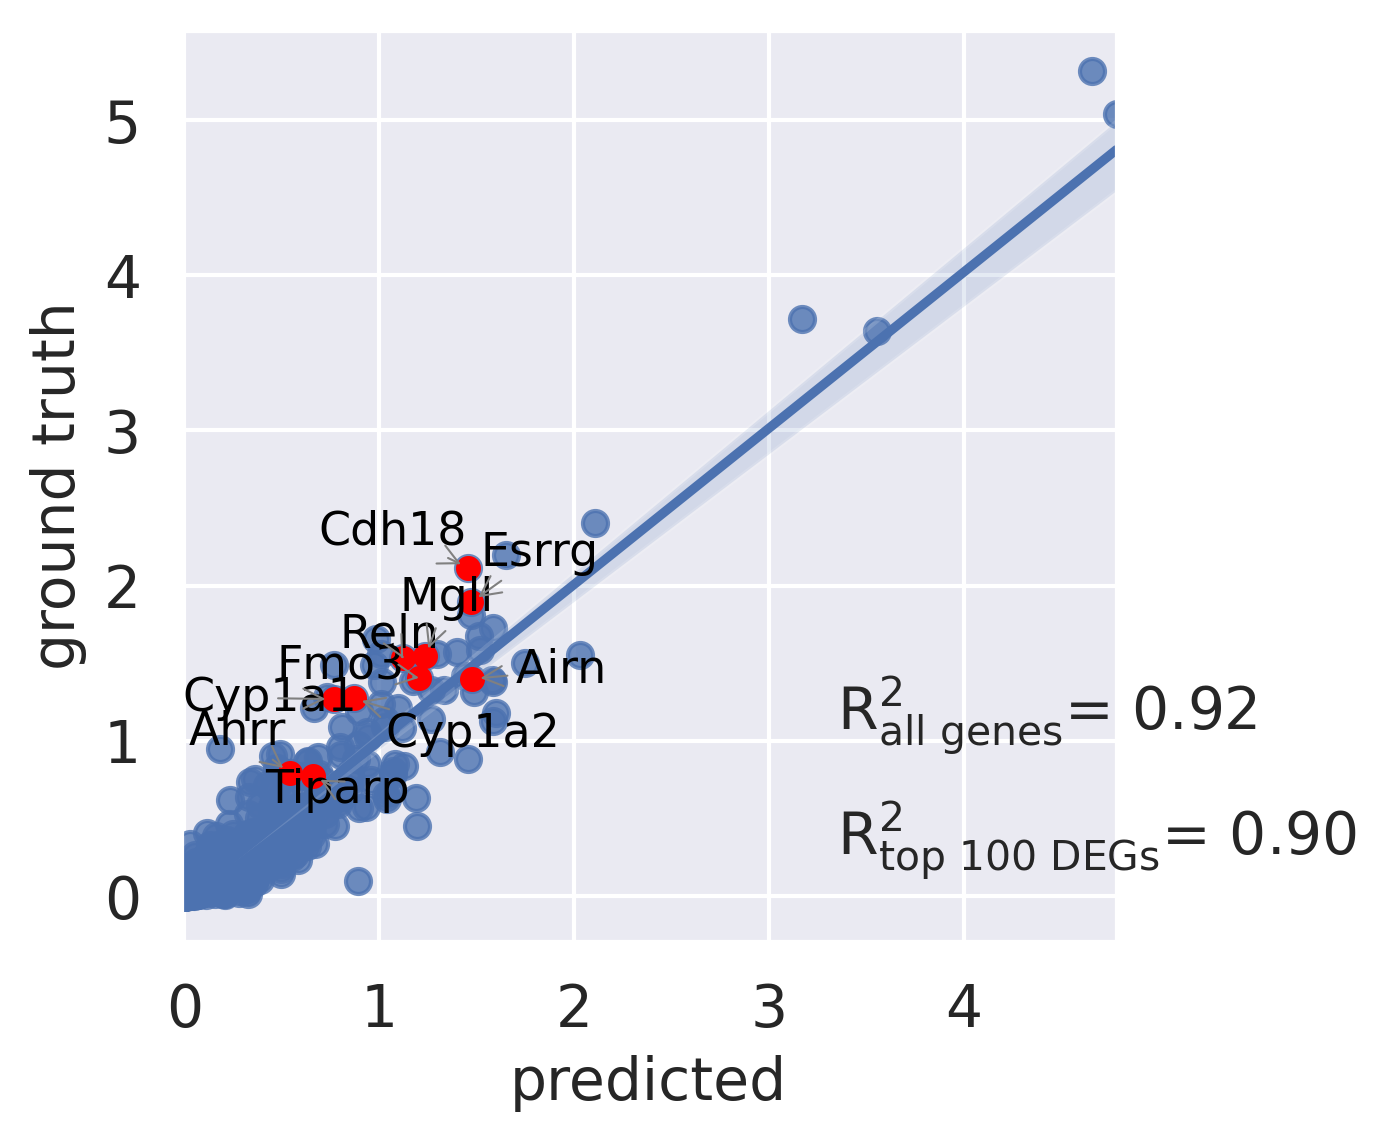 ground truth
5
4
3
2
1
0
Cdh18
Esrrg
Mgll
Reln
Fmo3
Airn
Cyp1a1
Ahrr
Cyp1a2
Tiparp
R²all genes= 0.92
R²top 100 DEGs= 0.90
0 1 2 3 4
predicted